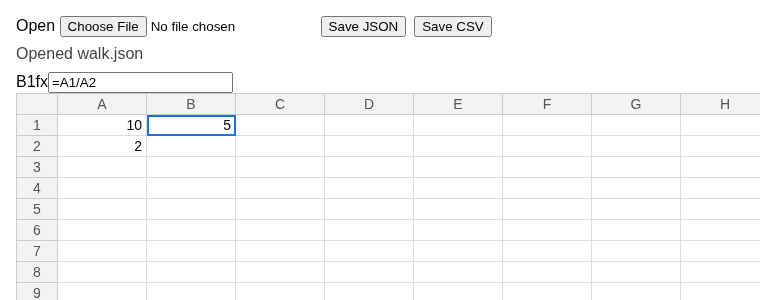 Open Choose File No file chosen Save JSON Save CSV
Opened walk.json
B1fx =A1/A2
A B C D E F G H
1 10 5
2 2
3
4
5
6
7
8
9